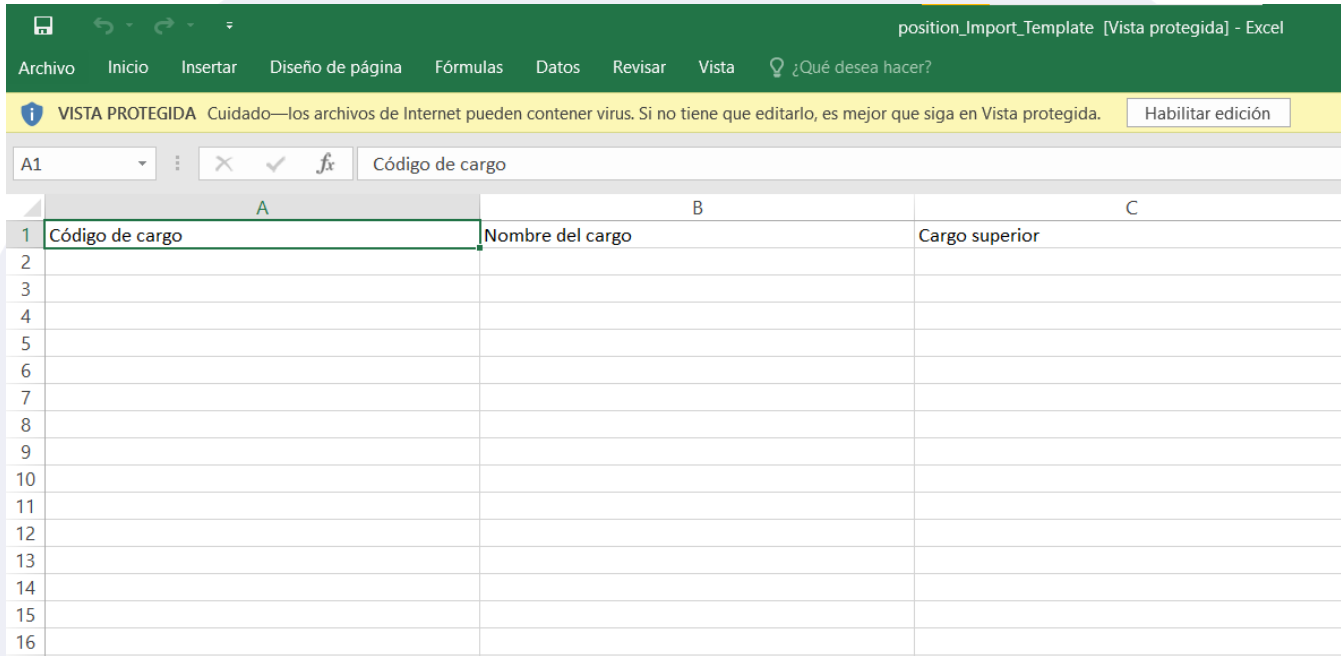 position_Import_Template [Vista protegida] - Excel
Archivo Inicio Insertar Diseño de página Fórmulas Datos Revisar Vista ¿Qué desea hacer?
VISTA PROTEGIDA Cuidado—los archivos de Internet pueden contener virus. Si no tiene que editarlo, es mejor que siga en Vista protegida. Habilitar edición
A1 fx Código de cargo
A B C
1 Código de cargo Nombre del cargo Cargo superior
2
3
4
5
6
7
8
9
10
11
12
13
14
15
16